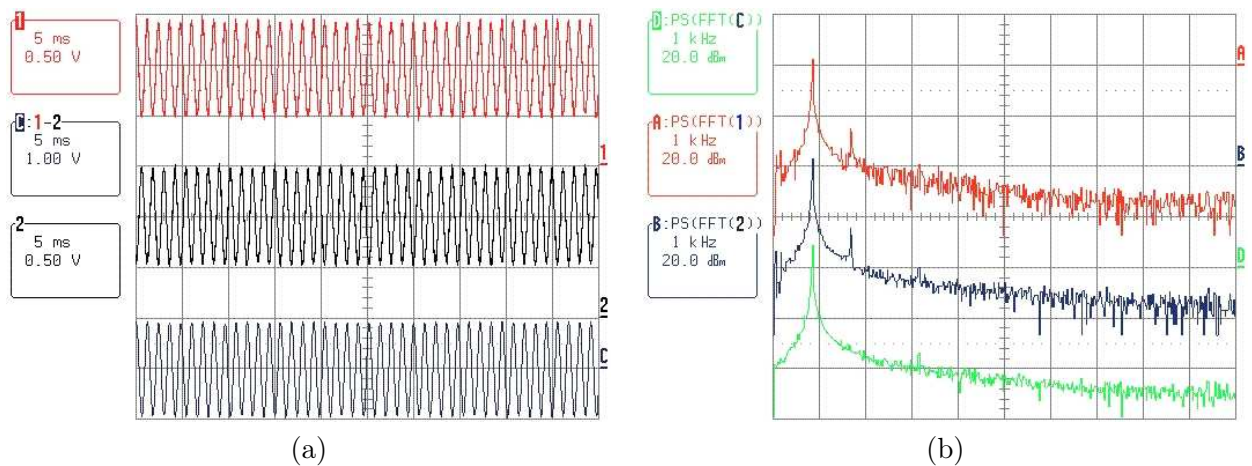 1
5 ms
0.50 V
C:1-2
5 ms
1.00 V
2
5 ms
0.50 V
1
2
C
(a)
D:PS(FFT(C))
1 kHz
20.0 dBm
A:PS(FFT(1))
1 kHz
20.0 dBm
B:PS(FFT(2))
1 kHz
20.0 dBm
A
B
D
(b)